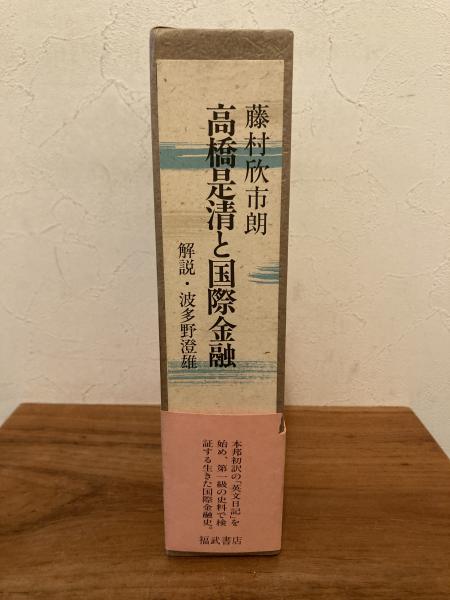 藤村欣市朗
高橋是清と国際金融
解説・波多野澄雄
本邦初訳の「英文日記」を
始め、第一級の史料で検
証する生きた国際金融史。
福武書店